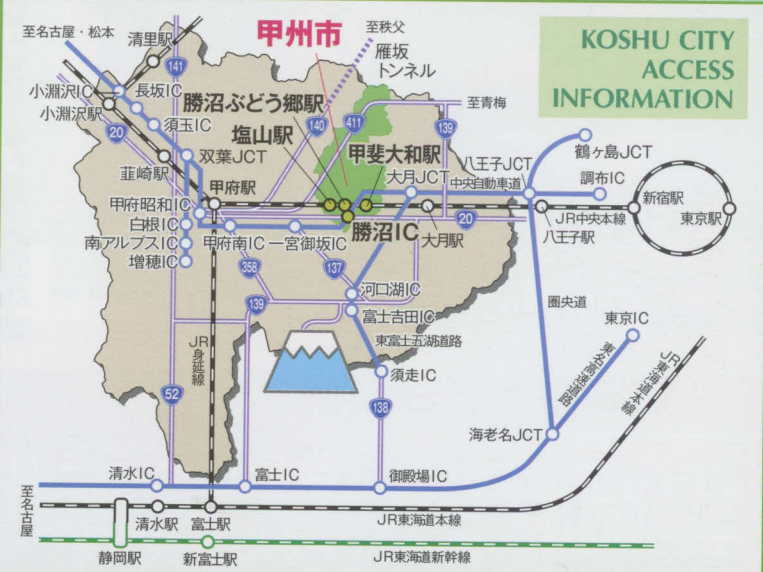 至名古屋・松本
清里駅
甲州市
至秩父
雁坂
トンネル
KOSHU CITY
ACCESS
INFORMATION
141
小淵沢IC
長坂IC
小淵沢駅
須玉IC
20
勝沼ぶどう郷駅
140
411
至青梅
139
塩山駅
双葉JCT
韮崎駅
甲斐大和駅
八王子JCT
鶴ヶ島JCT
大月JCT
中央自動車道
調布IC
甲府駅
新宿駅
東京駅
甲府昭和IC
白根IC
南アルプスIC
増穂IC
甲府南IC
一宮御坂IC
勝沼IC
大月駅
20
JR中央本線
八王子駅
358
137
139
河口湖IC
富士吉田IC
東富士五湖道路
圏央道
東京IC
JR身延線
須走IC
東名高速道路
JR東海道本線
52
138
海老名JCT
清水IC
富士IC
御殿場IC
至名古屋
清水駅
富士駅
JR東海道本線
静岡駅
新富士駅
JR東海道新幹線